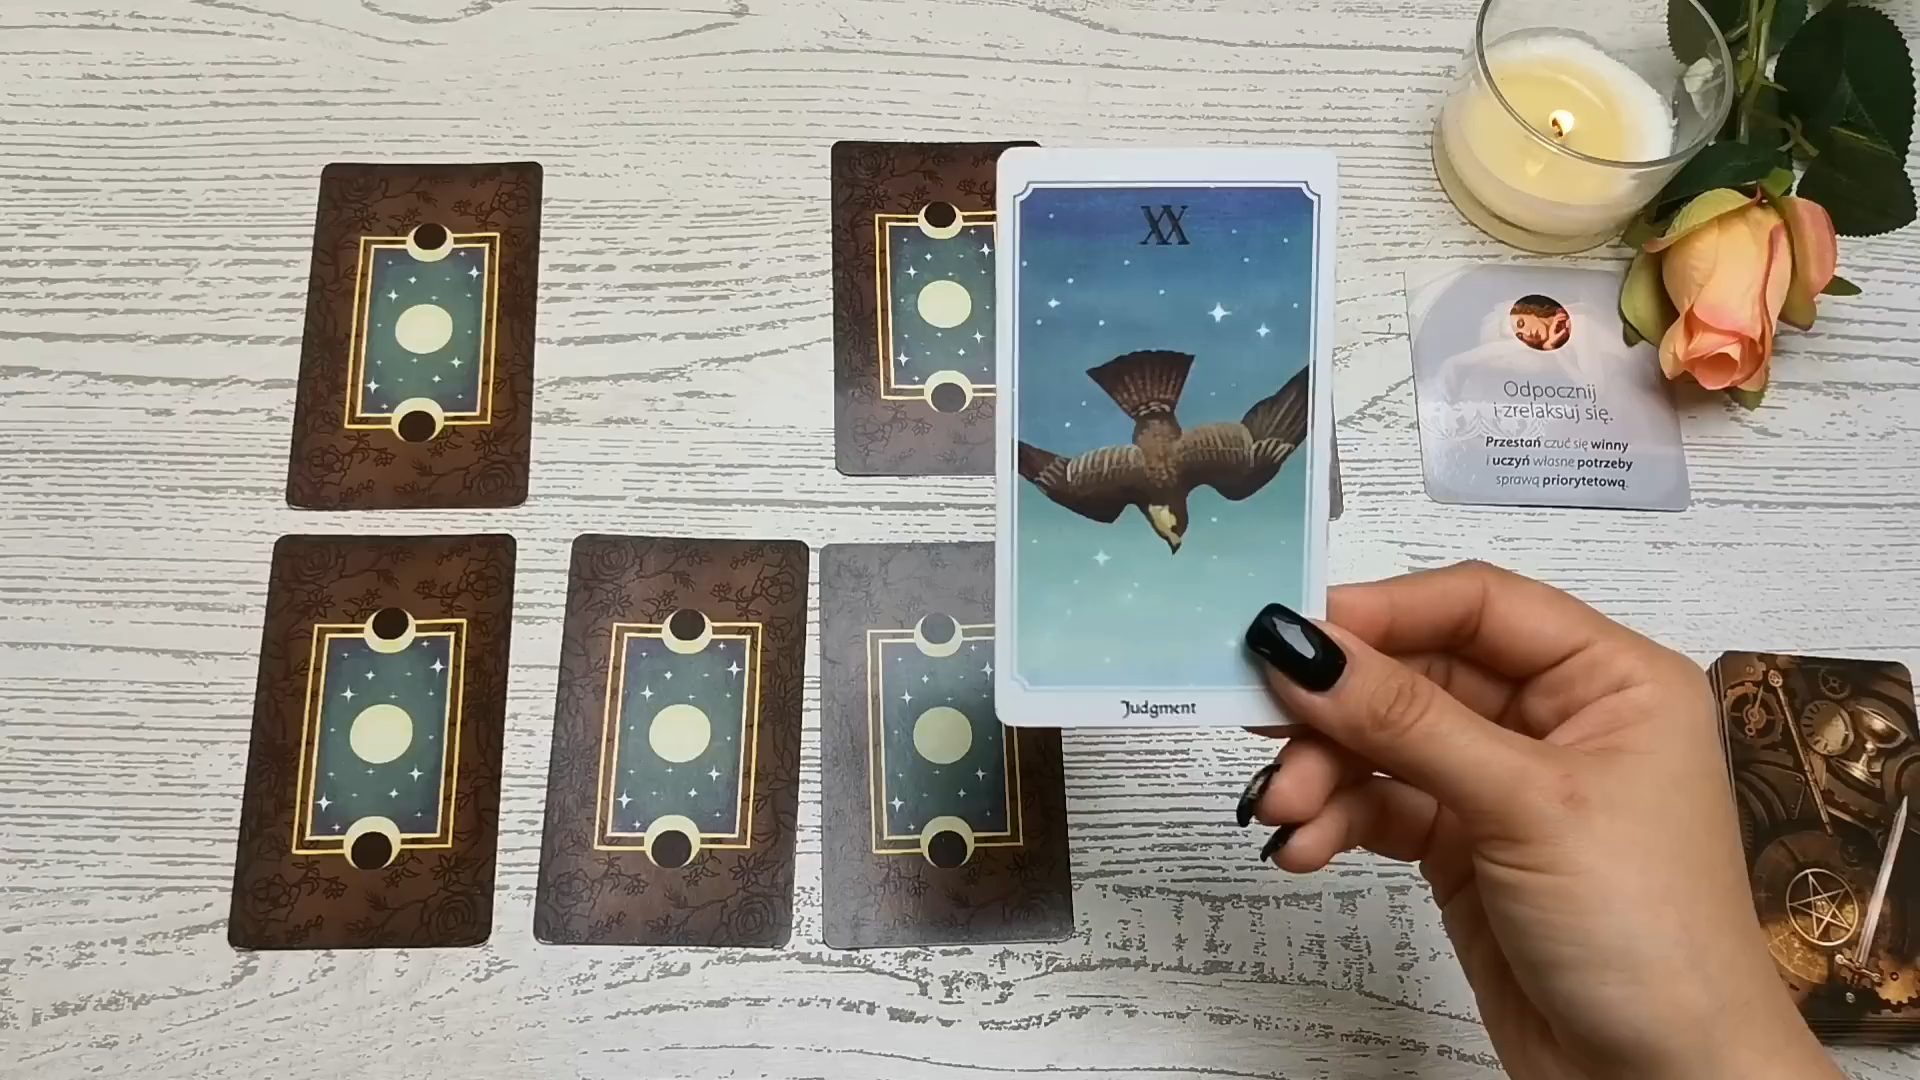 XX
Judgment
Odpocznij
i zrelaksuj się.
Przestań czuć się winny
i uczyń własne potrzeby
sprawą priorytetową.